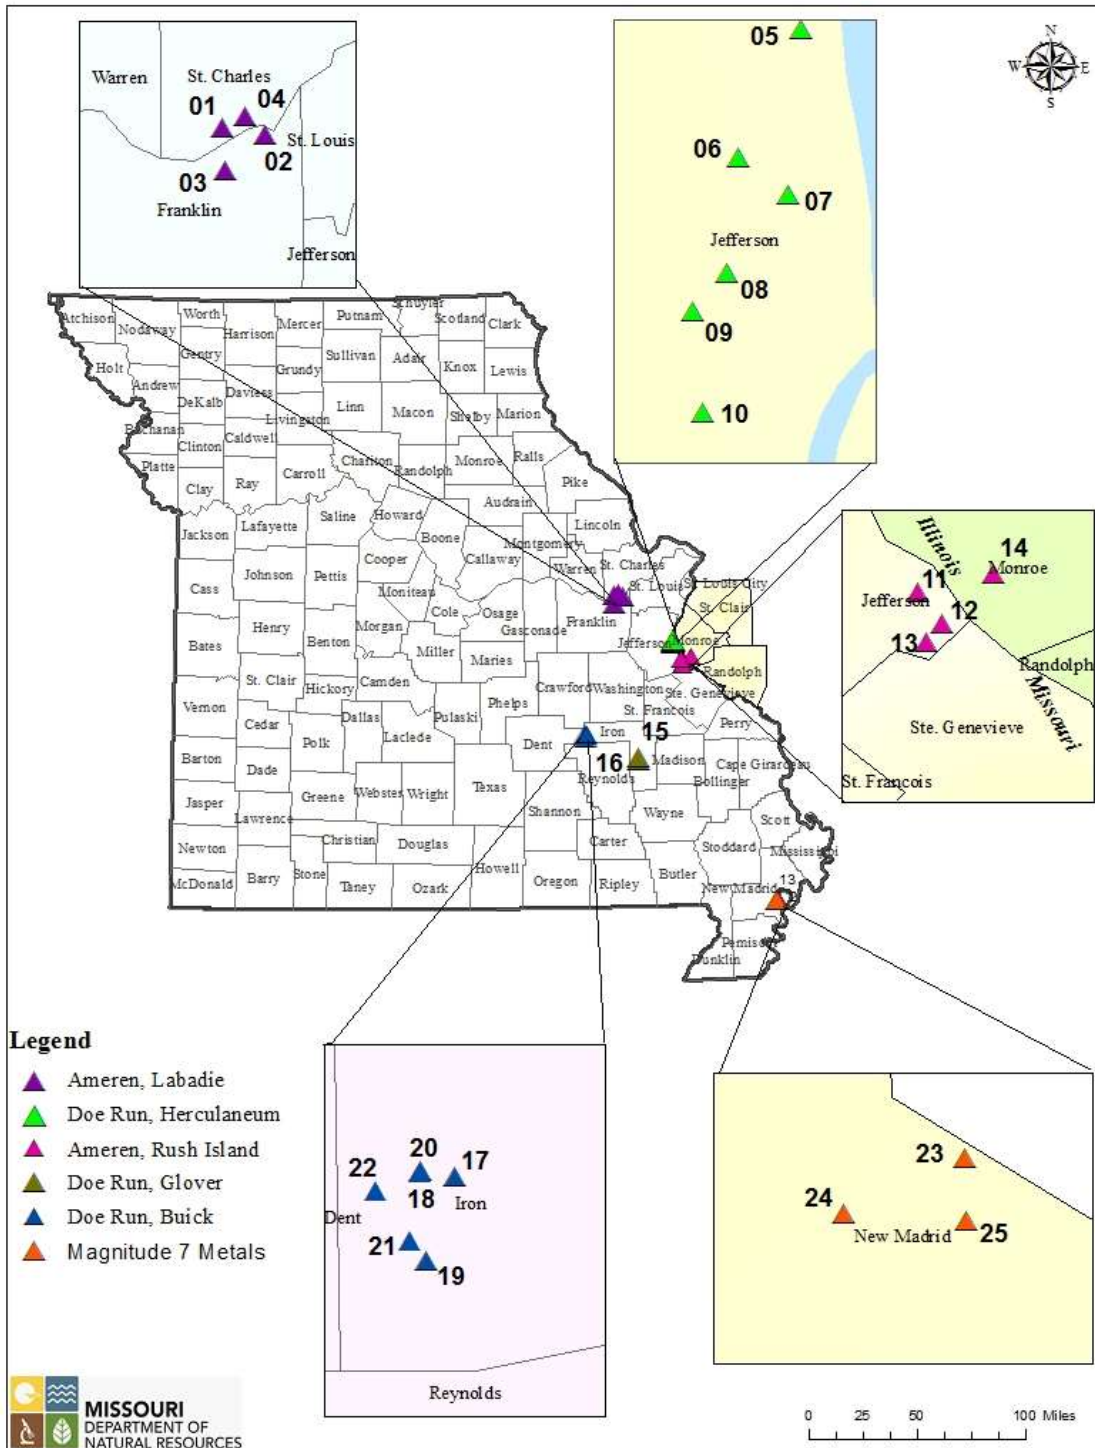 05
N
W
E
S
Warren
St. Charles
01
04
St. Louis
02
03
Franklin
Jefferson
06
07
Jefferson
08
09
10
Atchison
Nodaway
Worth
Harrison
Mercer
Putnam
Schuyler
Scotland
Clark
Holt
Gentry
Grundy
Sullivan
Adair
Knox
Lewis
Andrew
DeKalb
Daviess
Livingston
Linn
Macon
Shelby
Marion
Buchanan
Clinton
Caldwell
Chariton
Randolph
Monroe
Ralls
Platte
Clay
Ray
Carroll
Pike
Audrain
Jackson
Lafayette
Saline
Howard
Boone
Callaway
Montgomery
Lincoln
Cass
Johnson
Pettis
Cooper
Moniteau
Warren
St. Charles
St. Louis
St Louis City
St. Clair
Cole
Osage
Gasconade
Franklin
Jefferson
Monroe
Bates
Henry
Benton
Morgan
Miller
Maries
Crawford
Washington
Ste. Genevieve
Randolph
St. Clair
Hickory
Camden
Phelps
St. Francois
Perry
Vernon
Cedar
Polk
Dallas
Laclede
Pulaski
Dent
Iron
15
16
Reynolds
Madison
Cape Girardeau
Bollinger
Barton
Dade
Greene
Webster
Wright
Texas
Shannon
Wayne
Scott
Jasper
Lawrence
Christian
Douglas
Carter
Stoddard
Mississippi
Newton
McDonald
Barry
Stone
Taney
Ozark
Howell
Oregon
Ripley
Butler
New Madrid
13
Pemiscot
Dunklin
Illinois
14
11
Monroe
Jefferson
12
13
Randolph
Missouri
Ste. Genevieve
St. Francois
Legend
Ameren, Labadie
Doe Run, Herculaneum
Ameren, Rush Island
Doe Run, Glover
Doe Run, Buick
Magnitude 7 Metals
20
17
22
18
Iron
Dent
21
19
Reynolds
23
24
New Madrid
25
MISSOURI
DEPARTMENT OF
NATURAL RESOURCES
0 25 50 100 Miles